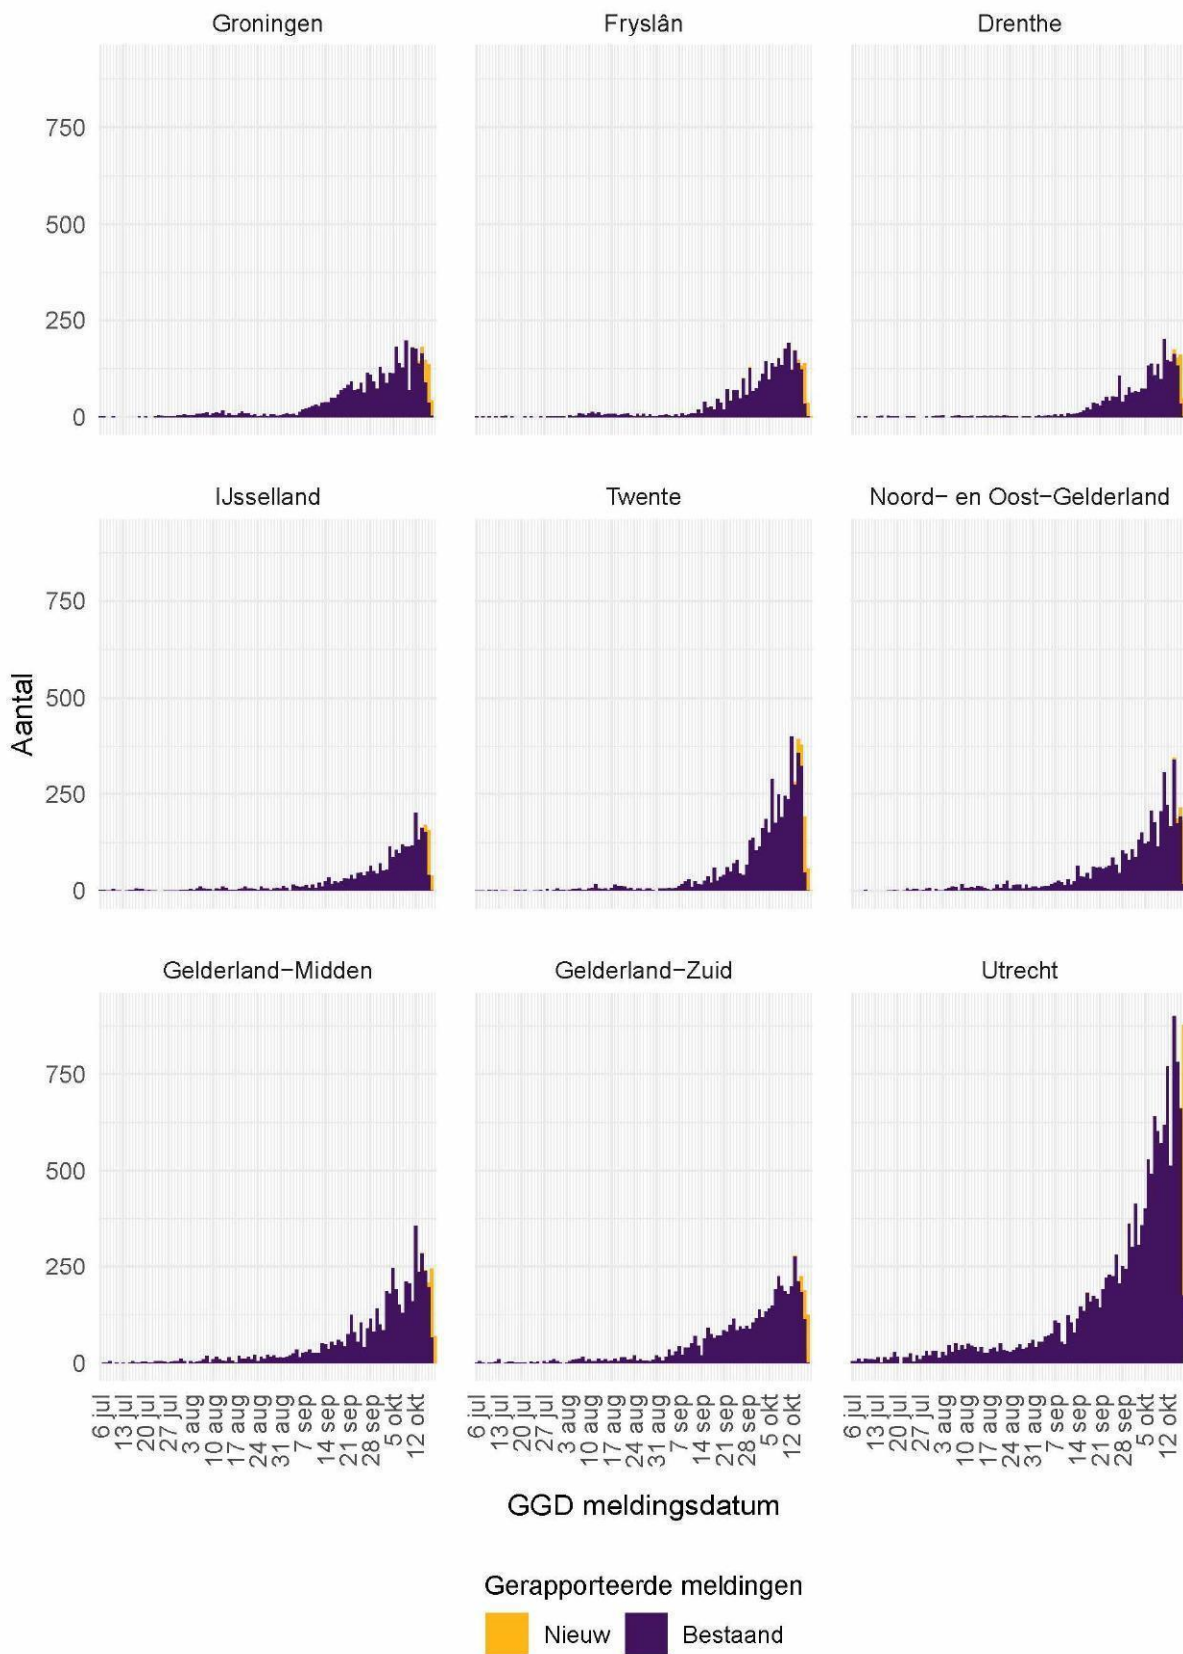 Groningen Fryslân Drenthe
750
500
250
0
IJsselland Twente Noord- en Oost-Gelderland
750
500
250
0
Aantal
Gelderland-Midden Gelderland-Zuid Utrecht
750
500
250
0
6 jul 13 jul 20 jul 27 jul 3 aug 10 aug 17 aug 24 aug 31 aug 7 sep 14 sep 21 sep 28 sep 5 okt 12 okt
6 jul 13 jul 20 jul 27 jul 3 aug 10 aug 17 aug 24 aug 31 aug 7 sep 14 sep 21 sep 28 sep 5 okt 12 okt
6 jul 13 jul 20 jul 27 jul 3 aug 10 aug 17 aug 24 aug 31 aug 7 sep 14 sep 21 sep 28 sep 5 okt 12 okt
GGD meldingsdatum
Gerapporteerde meldingen
Nieuw Bestaand